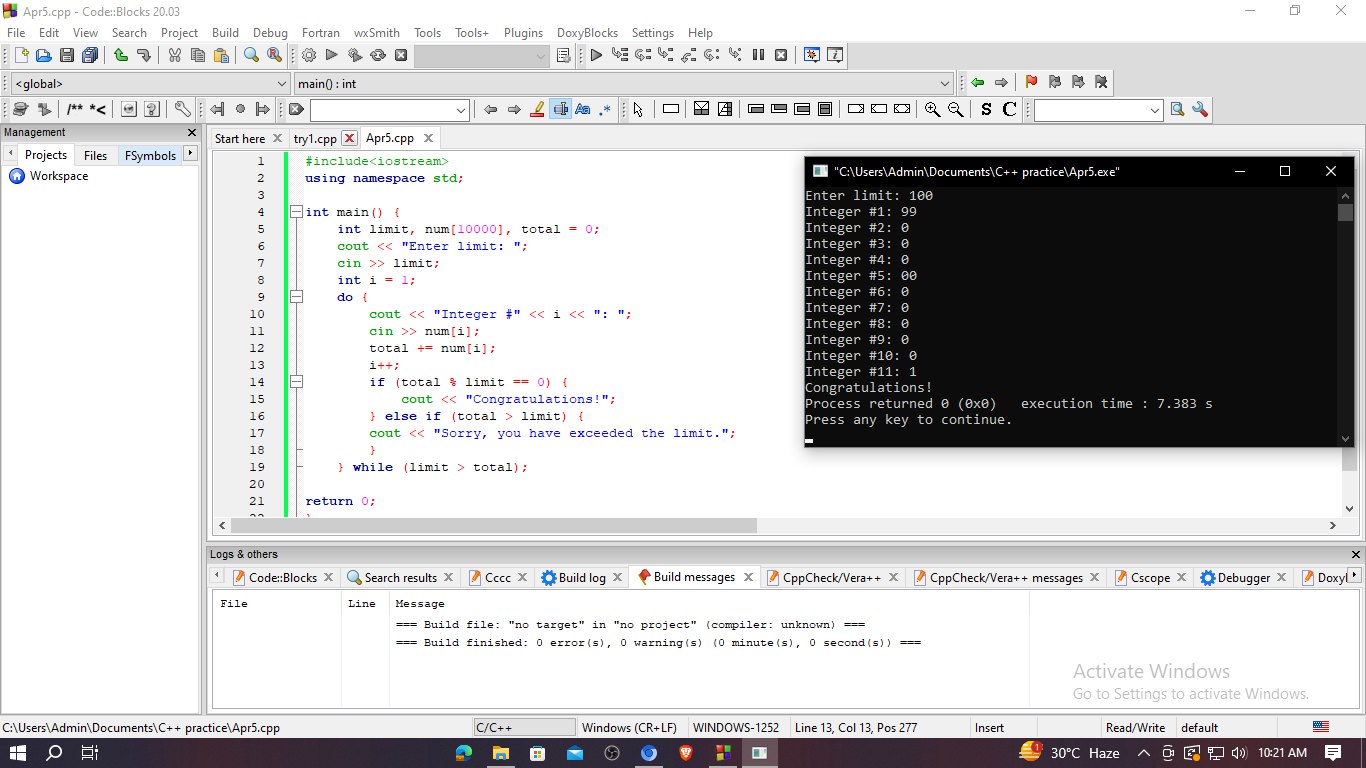 Apr5.cpp - Code::Blocks 20.03
File Edit View Search Project Build Debug Fortran wxSmith Tools Tools+ Plugins DoxyBlocks Settings Help
<global> main() : int
/** *< Aa .* S C
Management
Projects Files FSymbols
Workspace
Start here try1.cpp Apr5.cpp
1 #include<iostream>
2 using namespace std;
3
4 int main() {
5 int limit, num[10000], total = 0;
6 cout << "Enter limit: ";
7 cin >> limit;
8 int i = 1;
9 do {
10 cout << "Integer #" << i << ": ";
11 cin >> num[i];
12 total += num[i];
13 i++;
14 if (total % limit == 0) {
15 cout << "Congratulations!";
16 } else if (total > limit) {
17 cout << "Sorry, you have exceeded the limit.";
18 }
19 } while (limit > total);
20
21 return 0;
22 }
"C:\Users\Admin\Documents\C++ practice\Apr5.exe"
Enter limit: 100
Integer #1: 99
Integer #2: 0
Integer #3: 0
Integer #4: 0
Integer #5: 00
Integer #6: 0
Integer #7: 0
Integer #8: 0
Integer #9: 0
Integer #10: 0
Integer #11: 1
Congratulations!
Process returned 0 (0x0) execution time : 7.383 s
Press any key to continue.
Logs & others
Code::Blocks Search results Cccc Build log Build messages CppCheck/Vera++ CppCheck/Vera++ messages Cscope Debugger Doxyl
File Line Message
=== Build file: "no target" in "no project" (compiler: unknown) ===
=== Build finished: 0 error(s), 0 warning(s) (0 minute(s), 0 second(s)) ===
Activate Windows
Go to Settings to activate Windows.
C:\Users\Admin\Documents\C++ practice\Apr5.cpp C/C++ Windows (CR+LF) WINDOWS-1252 Line 13, Col 13, Pos 277 Insert Read/Write default
1 30°C Haze 10:21 AM